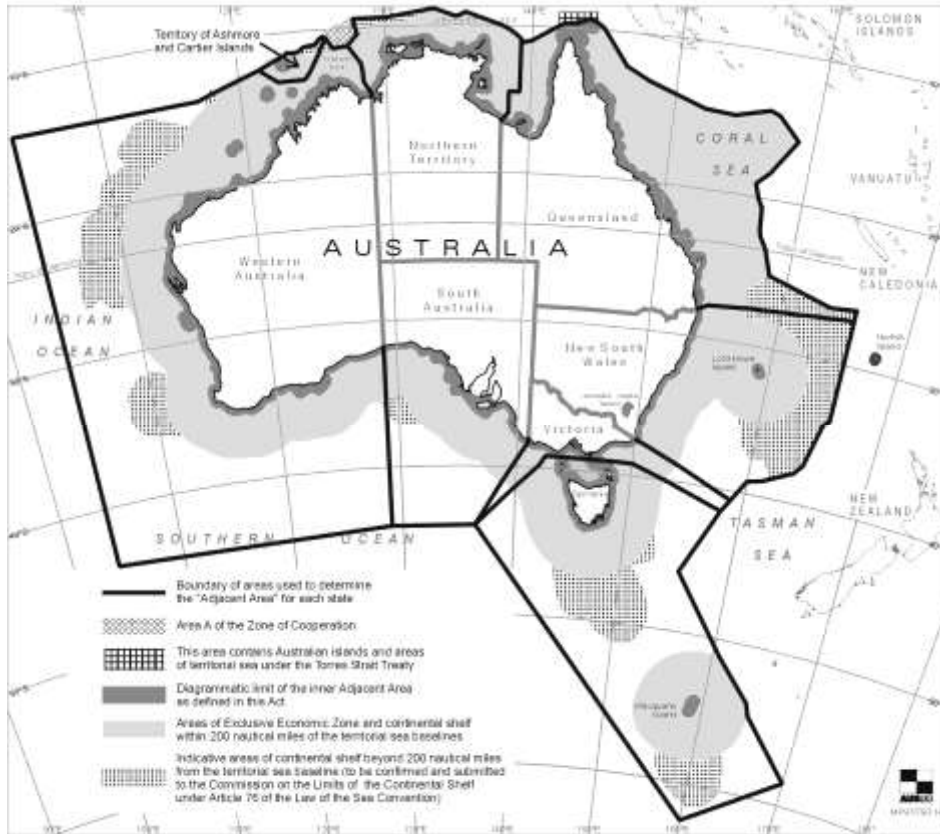 SOLOMON
ISLANDS
Territory of Ashmore
and Cartier Islands
CORAL
SEA
Northern
Territory
VANUATU
Queensland
AUSTRALIA
Western
Australia
NEW
CALEDONIA
South
Australia
INDIAN
OCEAN
Norfolk
Island
New South
Wales
Lord Howe
Island
Victoria
NEW
ZEALAND
TASMAN
SEA
SOUTHERN OCEAN
Boundary of areas used to determine
the "Adjacent Area" for each state
Area A of the Zone of Cooperation
This area contains Australian islands and areas
of territorial sea under the Torres Strait Treaty
Diagrammatic limit of the inner Adjacent Area
as defined in this Act
Macquarie
Island
Areas of Exclusive Economic Zone and continental shelf
within 200 nautical miles of the territorial sea baselines
Indicative areas of continental shelf beyond 200 nautical miles
from the territorial sea baseline (to be confirmed and submitted
to the Commission on the Limits of the Continental Shelf
under Article 76 of the Law of the Sea Convention)
AUSLIG